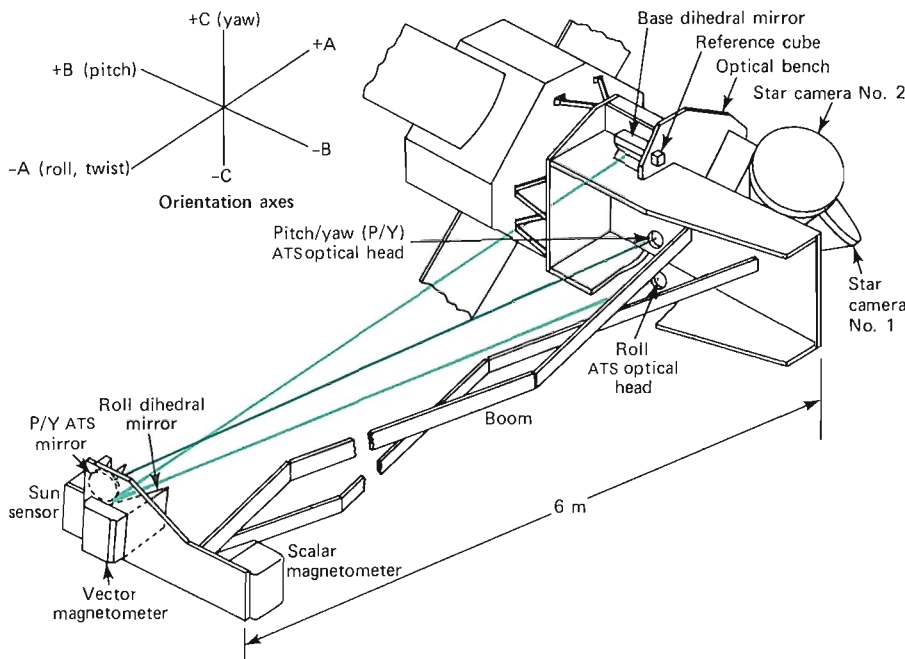 +C (yaw)
+A
+B (pitch)
-B
-A (roll, twist)
-C
Orientation axes
Base dihedral mirror
Reference cube
Optical bench
Star camera No. 2
Pitch/yaw (P/Y)
ATS optical head
Star
camera
No. 1
Roll
ATS optical
head
Roll dihedral
mirror
P/Y ATS
mirror
Boom
6 m
Sun
sensor
Scalar
magnetometer
Vector
magnetometer